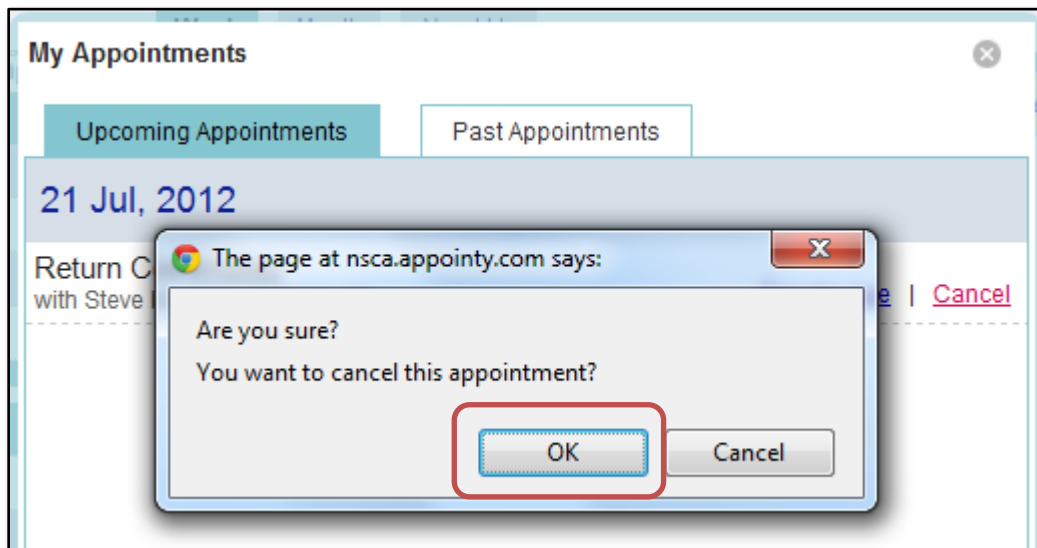 My Appointments
Upcoming Appointments
Past Appointments
21 Jul, 2012
The page at nsca.appointy.com says:
Return
with Steve
| Cancel
Are you sure?
You want to cancel this appointment?
OK
Cancel